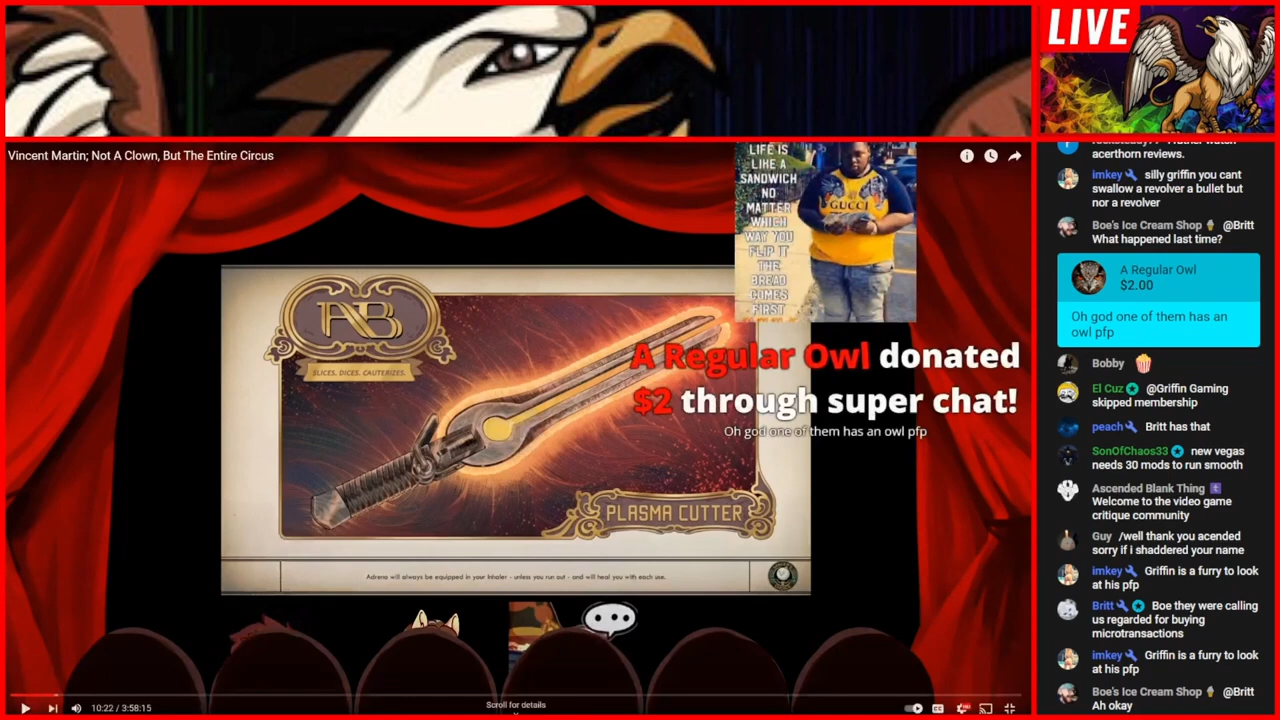 LIVE
Vincent Martin; Not A Clown, But The Entire Circus
LIFE IS
LIKE A
SANDWICH
NO
MATTER
WHICH
WAY YOU
FLIP IT
THE
BREAD
COMES
FIRST
GUCCI
AB
SLICES. DICES. CAUTERIZES.
PLASMA CUTTER
Adreno will always be equipped in your Inhaler - unless you run out - and will heal you with each use.
A Regular Owl donated
$2 through super chat!
Oh god one of them has an owl pfp
10:22 / 3:58:15
Scroll for details
acerthorn reviews.
imkey silly griffin you cant
swallow a revolver a bullet but
nor a revolver
Boe's Ice Cream Shop @Britt
What happened last time?
A Regular Owl
$2.00
Oh god one of them has an
owl pfp
Bobby
El Cuz @Griffin Gaming
skipped membership
peach Britt has that
SonOfChaos33 new vegas
needs 30 mods to run smooth
Ascended Blank Thing
Welcome to the video game
critique community
Guy /well thank you acended
sorry if i shaddered your name
imkey Griffin is a furry to look
at his pfp
Britt Boe they were calling
us regarded for buying
microtransactions
imkey Griffin is a furry to look
at his pfp
Boe's Ice Cream Shop @Britt
Ah okay